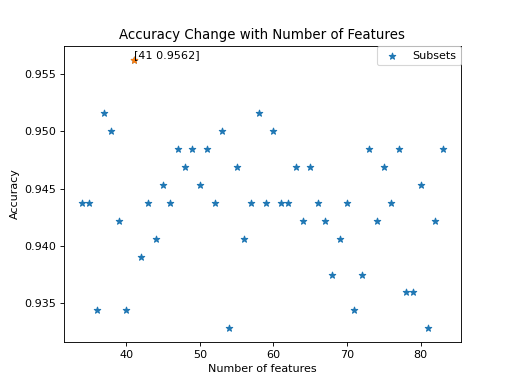 Accuracy Change with Number of Features
[41 0.9562]
Subsets
0.955
0.950
0.945
0.940
0.935
Accuracy
40 50 60 70 80
Number of features